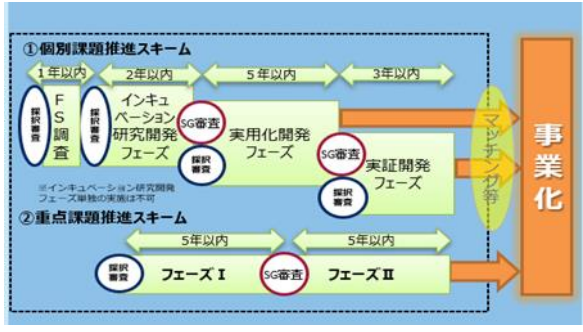 ①個別課題推進スキーム
1年以内
2年以内
5年以内
3年以内
採択
審査
FS調査
採択
審査
インキュ
ベーション
研究開発
フェーズ
SG審査
採択
審査
実用化開発
フェーズ
SG審査
採択
審査
実証開発
フェーズ
マッチング等
事業化
※インキュベーション研究開発
フェーズ単独の実施は不可
②重点課題推進スキーム
5年以内
5年以内
採択
審査
フェーズⅠ
SG審査
フェーズⅡ